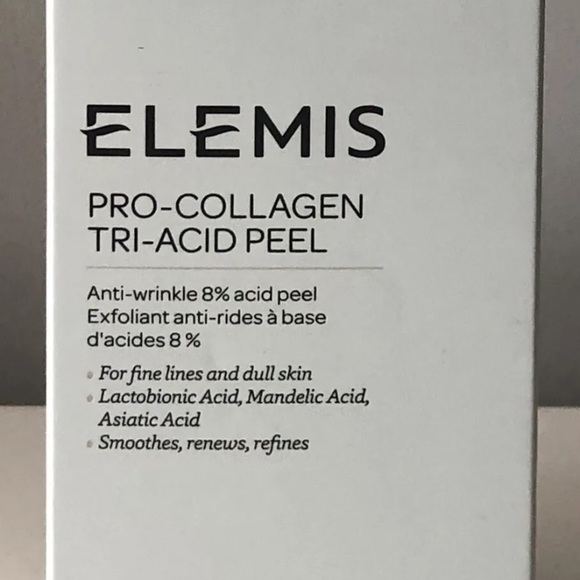 ELEMIS
PRO-COLLAGEN
TRI-ACID PEEL
Anti-wrinkle 8% acid peel
Exfoliant anti-rides à base
d'acides 8 %
• For fine lines and dull skin
• Lactobionic Acid, Mandelic Acid,
Asiatic Acid
• Smoothes, renews, refines